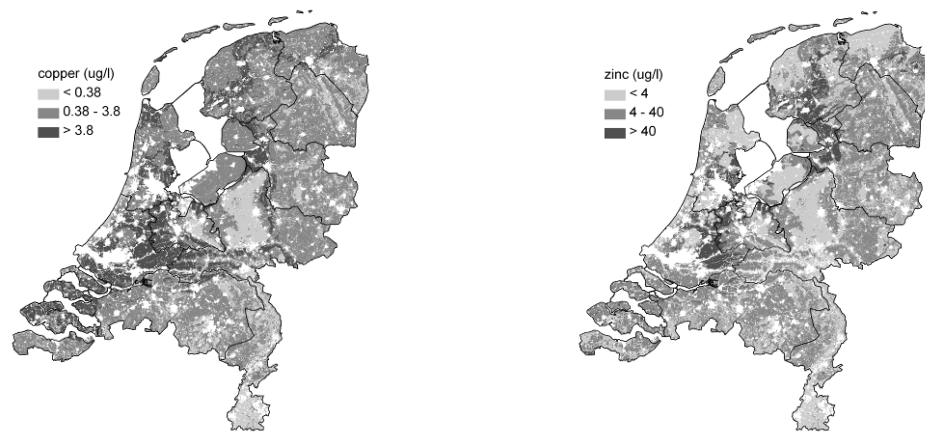 copper (ug/l)
< 0.38
0.38 - 3.8
> 3.8
zinc (ug/l)
< 4
4 - 40
> 40